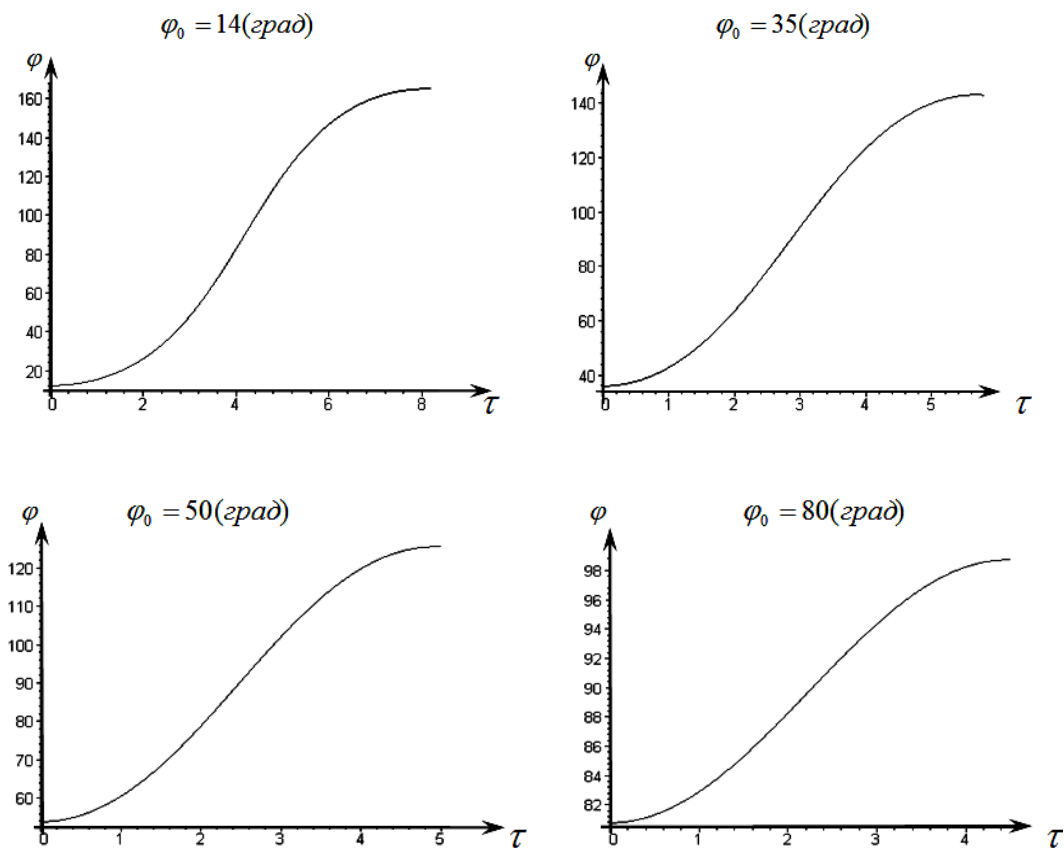 φ₀ = 14(град)
φ
160
140
120
100
80
60
40
20
0 2 4 6 8 τ
φ₀ = 35(град)
φ
140
120
100
80
60
40
0 1 2 3 4 5 τ
φ₀ = 50(град)
φ
120
110
100
90
80
70
60
0 1 2 3 4 5 τ
φ₀ = 80(град)
φ
98
96
94
92
90
88
86
84
82
0 1 2 3 4 τ